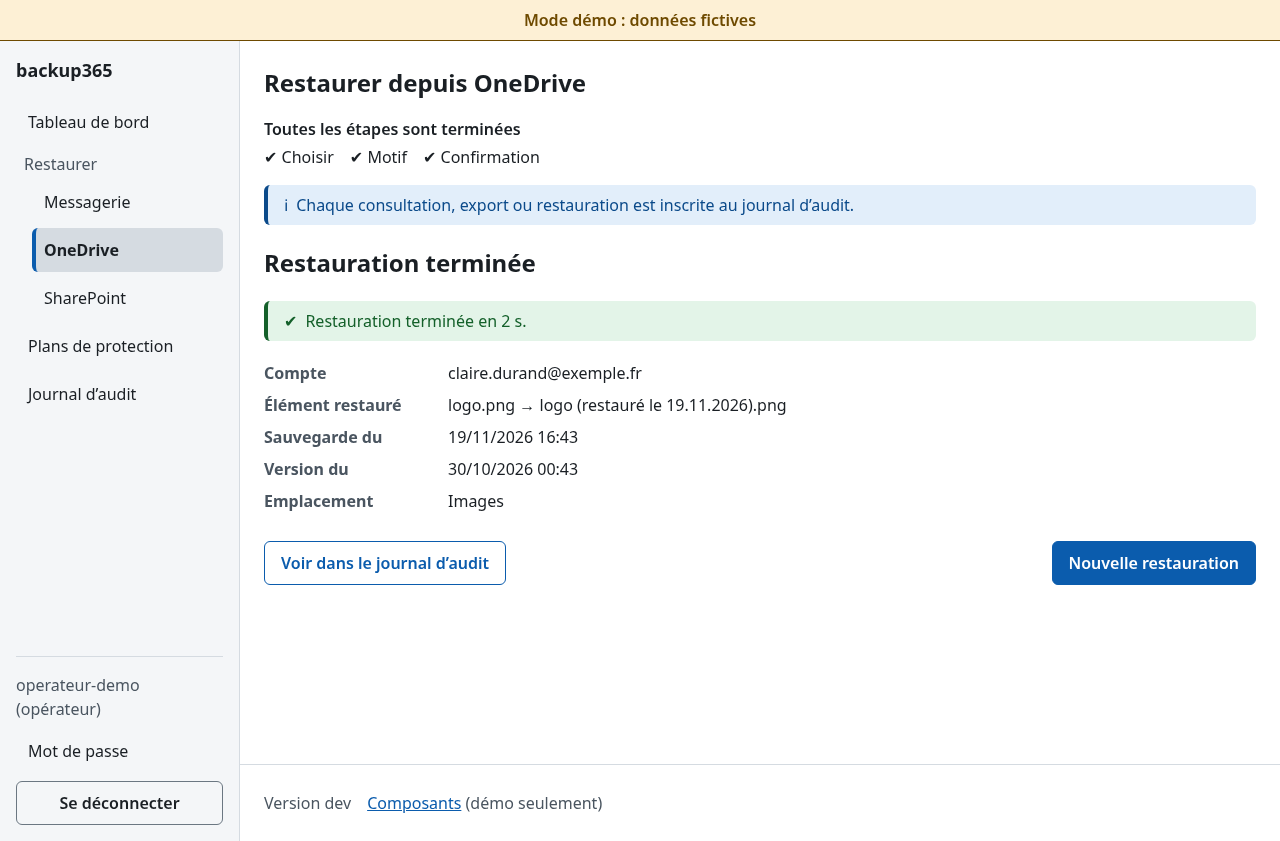 Mode démo : données fictives
backup365
Tableau de bord
Restaurer
Messagerie
OneDrive
SharePoint
Plans de protection
Journal d’audit
operateur-demo
(opérateur)
Mot de passe
Se déconnecter
Restaurer depuis OneDrive
Toutes les étapes sont terminées
✔ Choisir ✔ Motif ✔ Confirmation
i Chaque consultation, export ou restauration est inscrite au journal d’audit.
Restauration terminée
✔ Restauration terminée en 2 s.
Compte claire.durand@exemple.fr
Élément restauré logo.png → logo (restauré le 19.11.2026).png
Sauvegarde du 19/11/2026 16:43
Version du 30/10/2026 00:43
Emplacement Images
Voir dans le journal d’audit Nouvelle restauration
Version dev Composants (démo seulement)